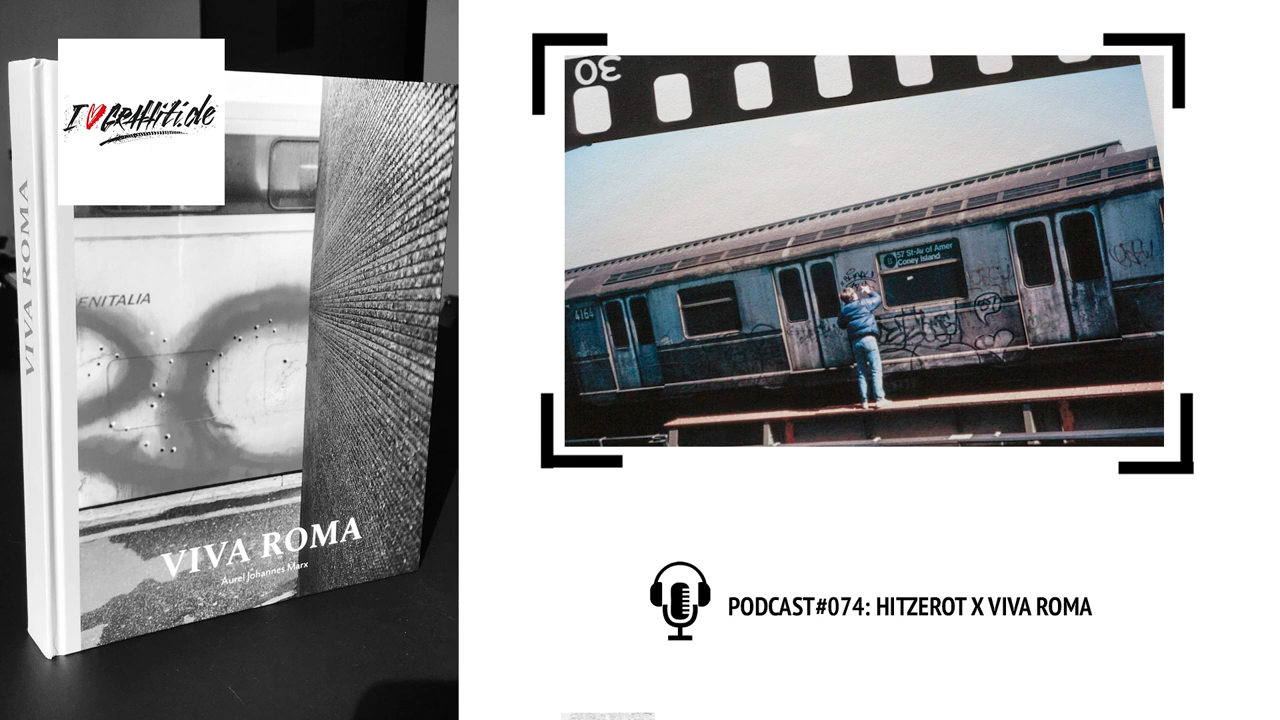 I ❤ GRAFFITI.de
VIVA ROMA
ENITALIA
VIVA ROMA
Aurel Johannes Marx
30
4164
57 St-Av of Amer
Coney Island
PODCAST#074: HITZEROT X VIVA ROMA